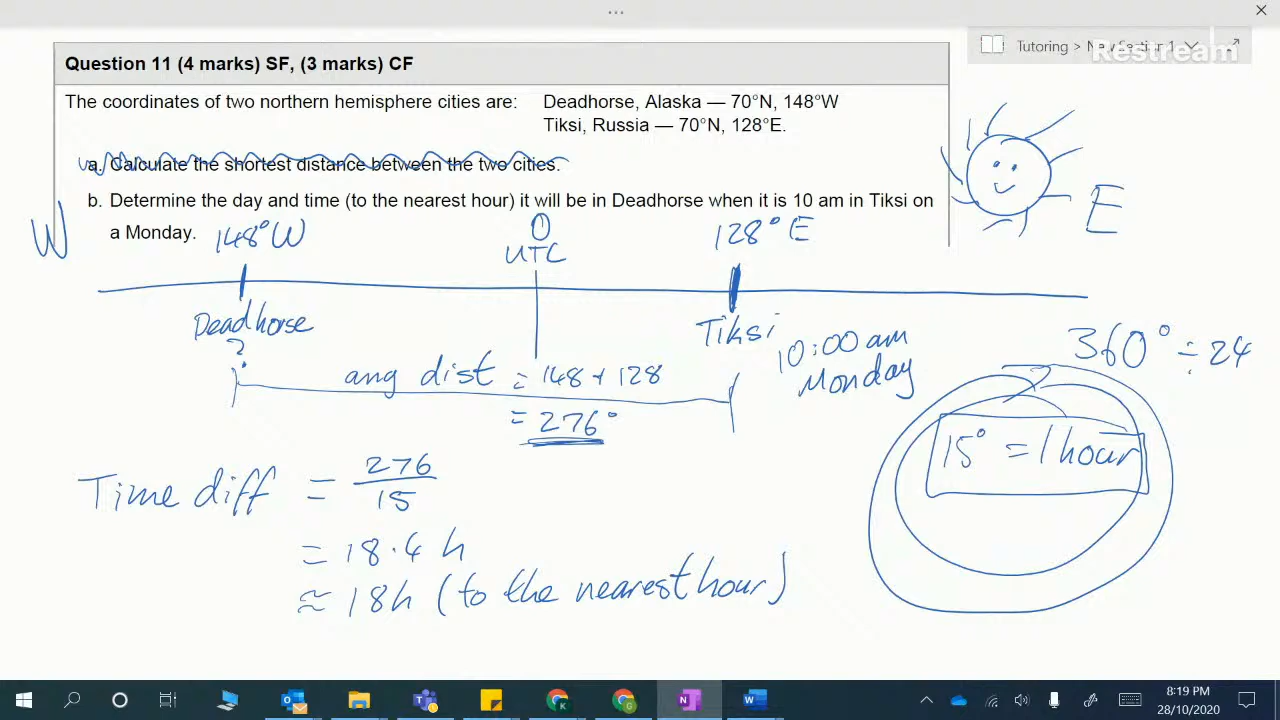 Tutoring > New Section 1
Restream
Question 11 (4 marks) SF, (3 marks) CF
The coordinates of two northern hemisphere cities are: Deadhorse, Alaska — 70°N, 148°W
Tiksi, Russia — 70°N, 128°E.
a. Calculate the shortest distance between the two cities.
b. Determine the day and time (to the nearest hour) it will be in Deadhorse when it is 10 am in Tiksi on
a Monday.
W 148°W 0 128°E E
UTC
Deadhorse Tiksi
? 10:00am
Monday
360° ÷ 24
ang dist = 148 + 128
= 276°
15° = 1 hour
Time diff = 276
15
= 18.4 h
≈ 18h (to the nearest hour)
8:19 PM
28/10/2020